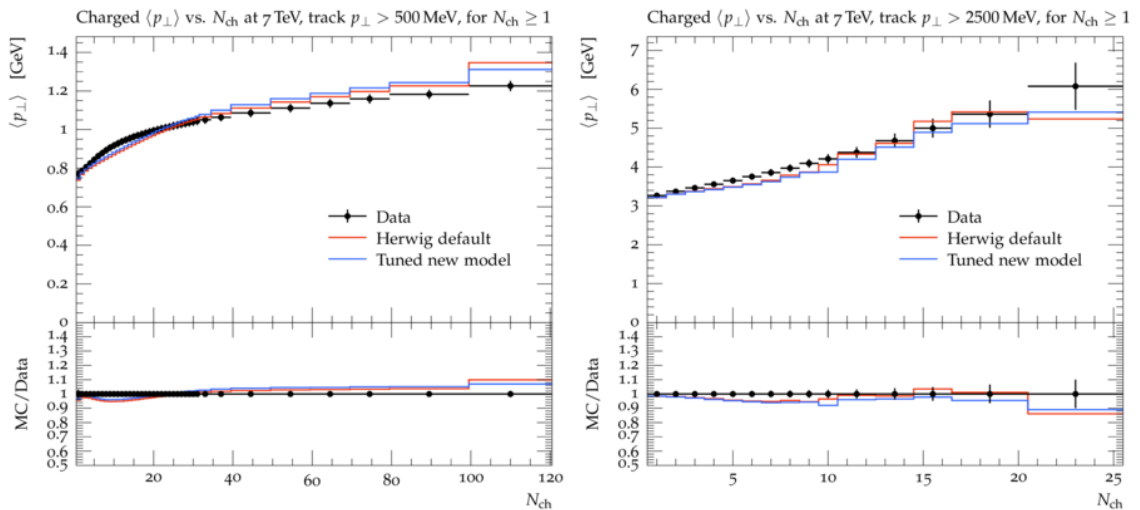 Charged ⟨p⊥⟩ vs. Nch at 7 TeV, track p⊥ > 500 MeV, for Nch ≥ 1
⟨p⊥⟩ [GeV]
1.4
1.2
1
0.8
0.6
0.4
0.2
0
Data
Herwig default
Tuned new model
MC/Data
1.4
1.3
1.2
1.1
1
0.9
0.8
0.7
0.6
0.5
20 40 60 80 100 120
Nch
Charged ⟨p⊥⟩ vs. Nch at 7 TeV, track p⊥ > 2500 MeV, for Nch ≥ 1
⟨p⊥⟩ [GeV]
7
6
5
4
3
2
1
0
Data
Herwig default
Tuned new model
MC/Data
1.4
1.3
1.2
1.1
1
0.9
0.8
0.7
0.6
0.5
5 10 15 20 25
Nch